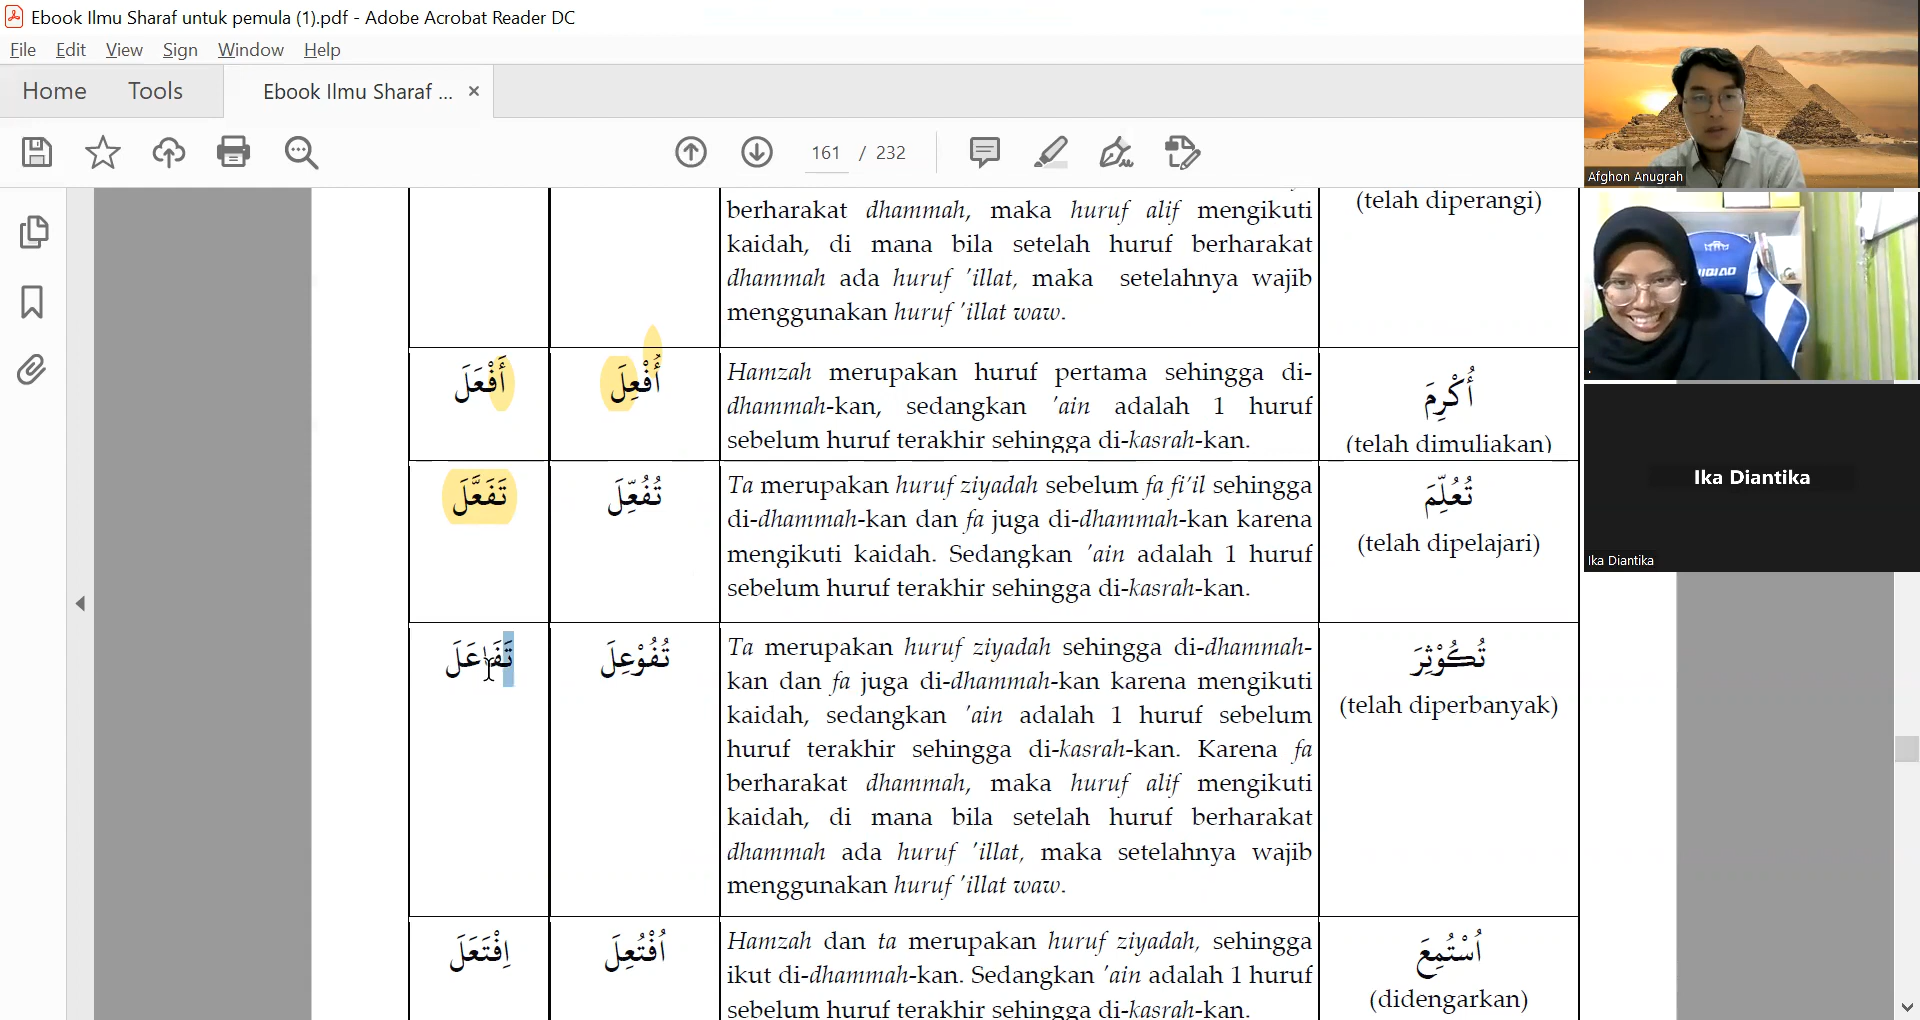 Ebook Ilmu Sharaf untuk pemula (1).pdf - Adobe Acrobat Reader DC
File Edit View Sign Window Help
Home Tools Ebook Ilmu Sharaf ... ×
161 / 232
berharakat dhammah, maka huruf alif mengikuti
kaidah, di mana bila setelah huruf berharakat
dhammah ada huruf 'illat, maka setelahnya wajib
menggunakan huruf 'illat waw.
(telah diperangi)
أَفْعَلَ
أُفْعِلَ
Hamzah merupakan huruf pertama sehingga di-
dhammah-kan, sedangkan 'ain adalah 1 huruf
sebelum huruf terakhir sehingga di-kasrah-kan.
أُكْرِمَ
(telah dimuliakan)
تَفَعَّلَ
تُفُعِّلَ
Ta merupakan huruf ziyadah sebelum fa fi'il sehingga
di-dhammah-kan dan fa juga di-dhammah-kan karena
mengikuti kaidah. Sedangkan 'ain adalah 1 huruf
sebelum huruf terakhir sehingga di-kasrah-kan.
تُعُلِّمَ
(telah dipelajari)
تَفَاعَلَ
تُفُوْعِلَ
Ta merupakan huruf ziyadah sehingga di-dhammah-
kan dan fa juga di-dhammah-kan karena mengikuti
kaidah, sedangkan 'ain adalah 1 huruf sebelum
huruf terakhir sehingga di-kasrah-kan. Karena fa
berharakat dhammah, maka huruf alif mengikuti
kaidah, di mana bila setelah huruf berharakat
dhammah ada huruf 'illat, maka setelahnya wajib
menggunakan huruf 'illat waw.
تُكُوْثِرَ
(telah diperbanyak)
اِفْتَعَلَ
اُفْتُعِلَ
Hamzah dan ta merupakan huruf ziyadah, sehingga
ikut di-dhammah-kan. Sedangkan 'ain adalah 1 huruf
sebelum huruf terakhir sehingga di-kasrah-kan.
اُسْتُمِعَ
(didengarkan)
Afghon Anugrah
Ika Diantika
Ika Diantika